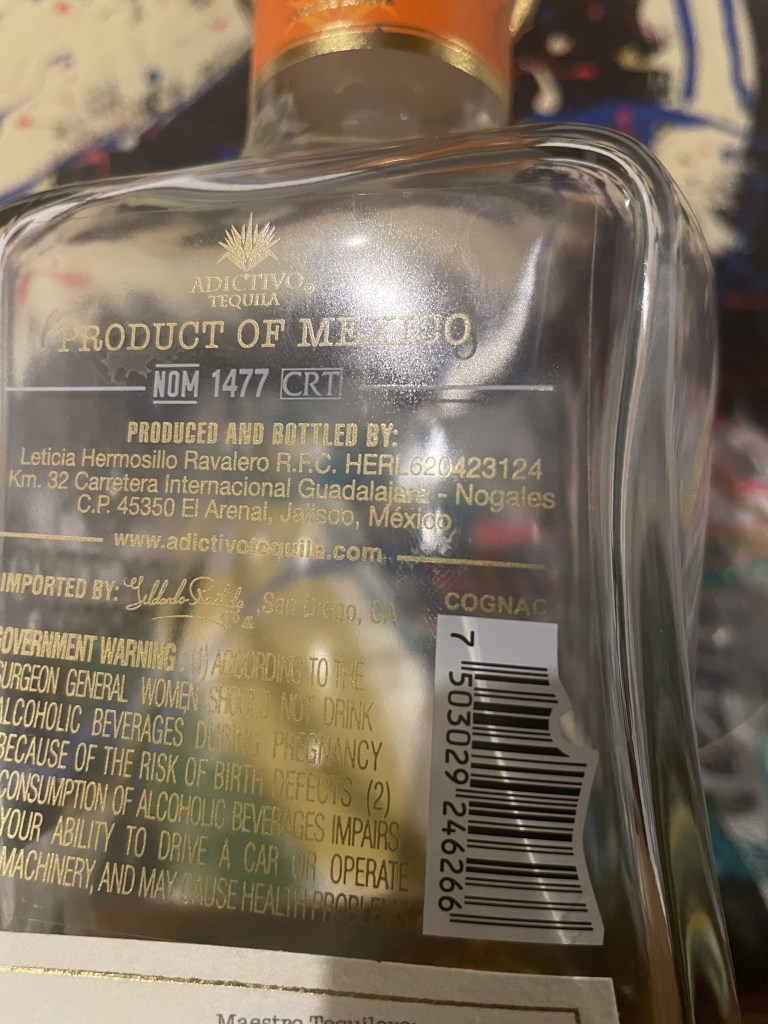 ADICTIVO
TEQUILA
PRODUCT OF MEXICO
NOM 1477 CRT
PRODUCED AND BOTTLED BY:
Leticia Hermosillo Ravalero R.F.C. HERL620423124
Km. 32 Carretera Internacional Guadalajara - Nogales
C.P. 45350 El Arenal, Jalisco, México
www.adictivotequila.com
IMPORTED BY: ,San Diego, CA
COGNAC
GOVERNMENT WARNING: (1) ACCORDING TO THE
SURGEON GENERAL WOMEN SHOULD NOT DRINK
ALCOHOLIC BEVERAGES DURING PREGNANCY
BECAUSE OF THE RISK OF BIRTH DEFECTS (2)
CONSUMPTION OF ALCOHOLIC BEVERAGES IMPAIRS
YOUR ABILITY TO DRIVE A CAR OR OPERATE
MACHINERY, AND MAY CAUSE HEALTH PROBLEMS.
7 503029 246266
Maestro Tequilero: